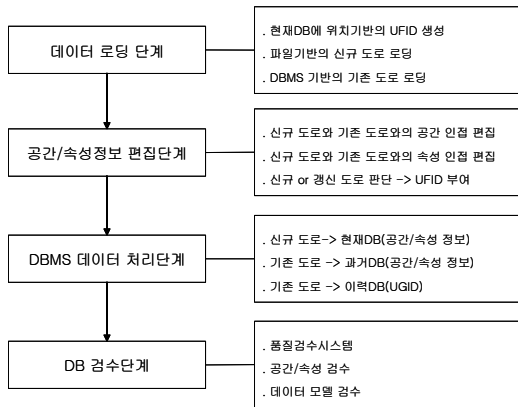 데이터 로딩 단계
. 현재DB에 위치기반의 UFID 생성
. 파일기반의 신규 도로 로딩
. DBMS 기반의 기존 도로 로딩
공간/속성정보 편집단계
. 신규 도로와 기존 도로와의 공간 인접 편집
. 신규 도로와 기존 도로와의 속성 인접 편집
. 신규 or 갱신 도로 판단 -> UFID 부여
DBMS 데이터 처리단계
. 신규 도로-> 현재DB(공간/속성 정보)
. 기존 도로 -> 과거DB(공간/속성 정보)
. 기존 도로 -> 이력DB(UGID)
DB 검수단계
. 품질검수시스템
. 공간/속성 검수
. 데이터 모델 검수